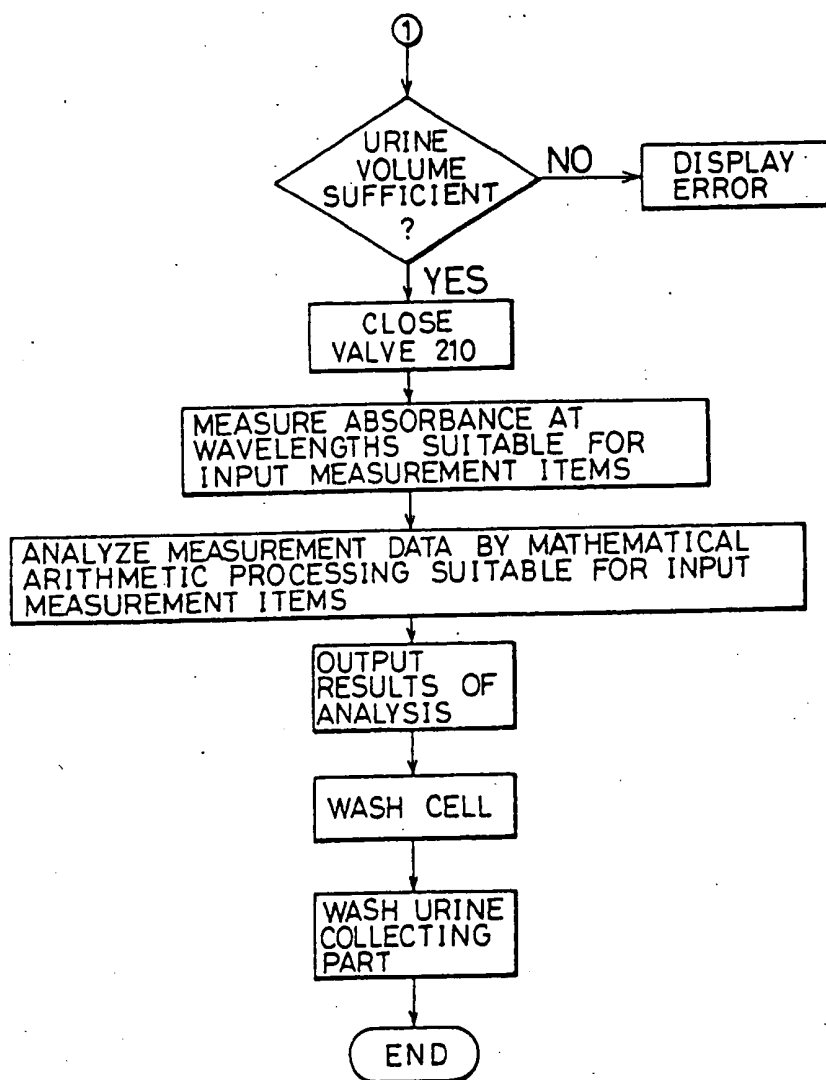 1
URINE
VOLUME
SUFFICIENT
?
NO
DISPLAY
ERROR
YES
CLOSE
VALVE 210
MEASURE ABSORBANCE AT
WAVELENGTHS SUITABLE FOR
INPUT MEASUREMENT ITEMS
ANALYZE MEASUREMENT DATA BY MATHEMATICAL
ARITHMETIC PROCESSING SUITABLE FOR INPUT
MEASUREMENT ITEMS
OUTPUT
RESULTS OF
ANALYSIS
WASH CELL
WASH URINE
COLLECTING
PART
END